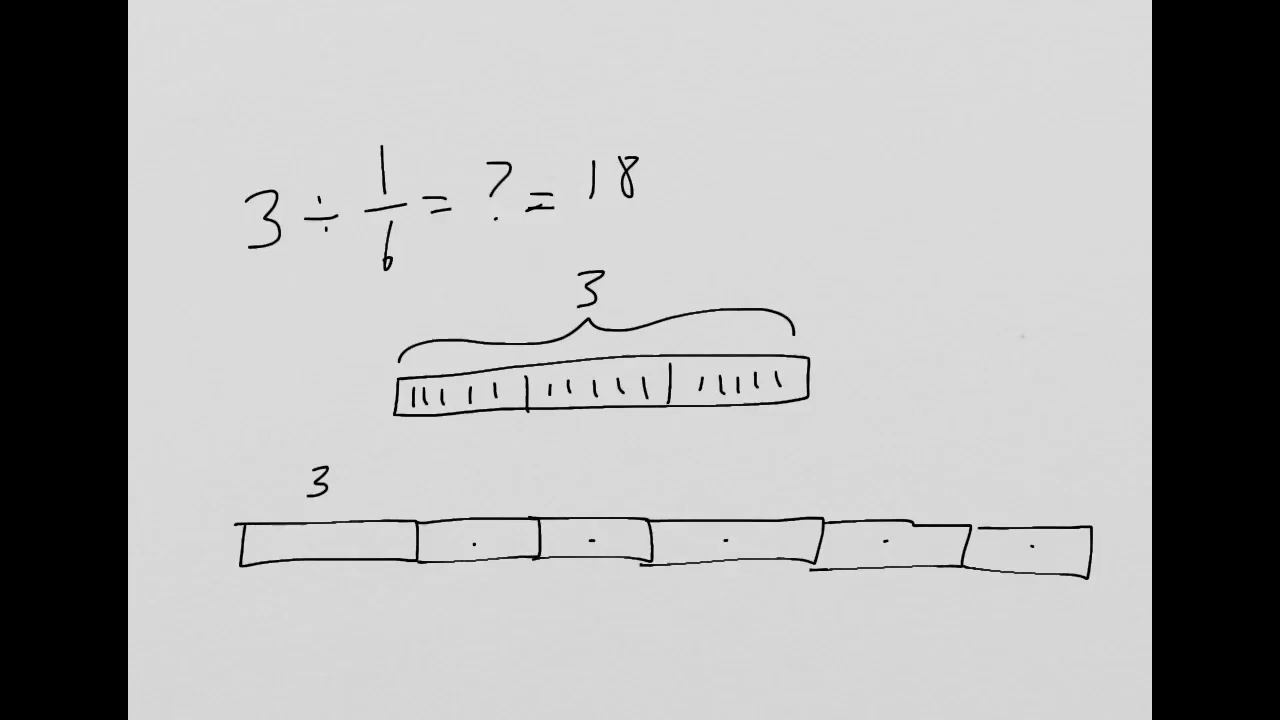 3 ÷ 1/6 = ? = 18
3
3